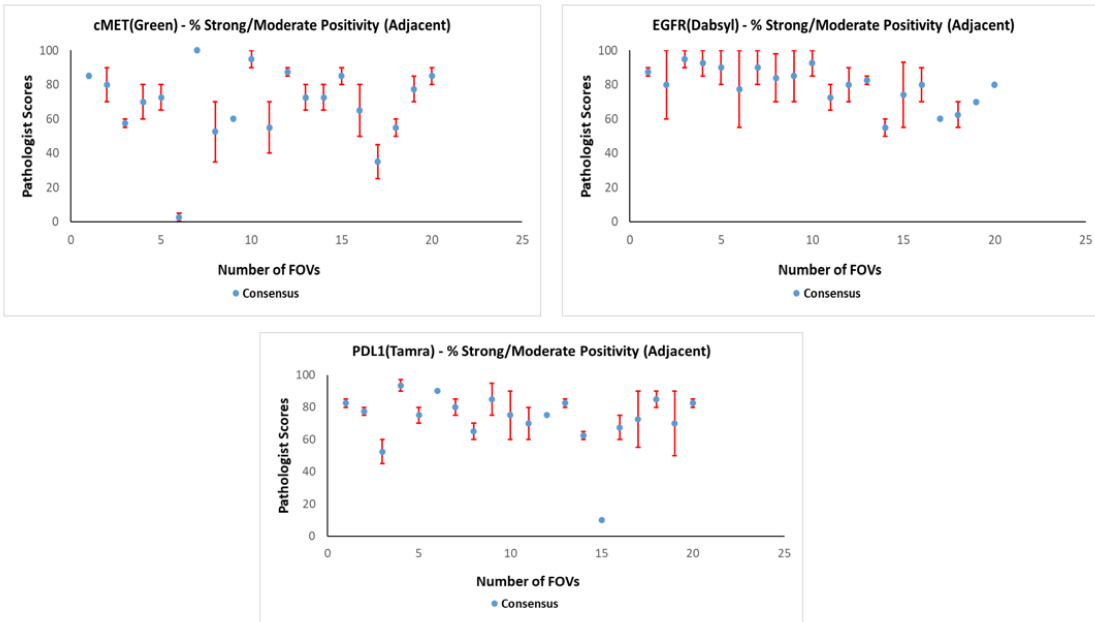 cMET(Green) - % Strong/Moderate Positivity (Adjacent)
100
80
60
40
20
0
Pathologist Scores
0 5 10 15 20 25
Number of FOVs
Consensus
EGFR(Dabsyl) - % Strong/Moderate Positivity (Adjacent)
100
80
60
40
20
0
Pathologist Scores
0 5 10 15 20 25
Number of FOVs
Consensus
PDL1(Tamra) - % Strong/Moderate Positivity (Adjacent)
100
80
60
40
20
0
Pathologist Scores
0 5 10 15 20 25
Number of FOVs
Consensus